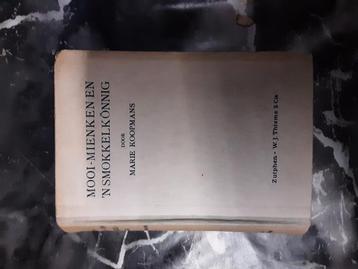 MOOI-MIENKEN EN
'N SMOKKELKÖNNIG
DOOR
MARIE KOOPMANS
Zutphen - W. J. Thieme & Cie